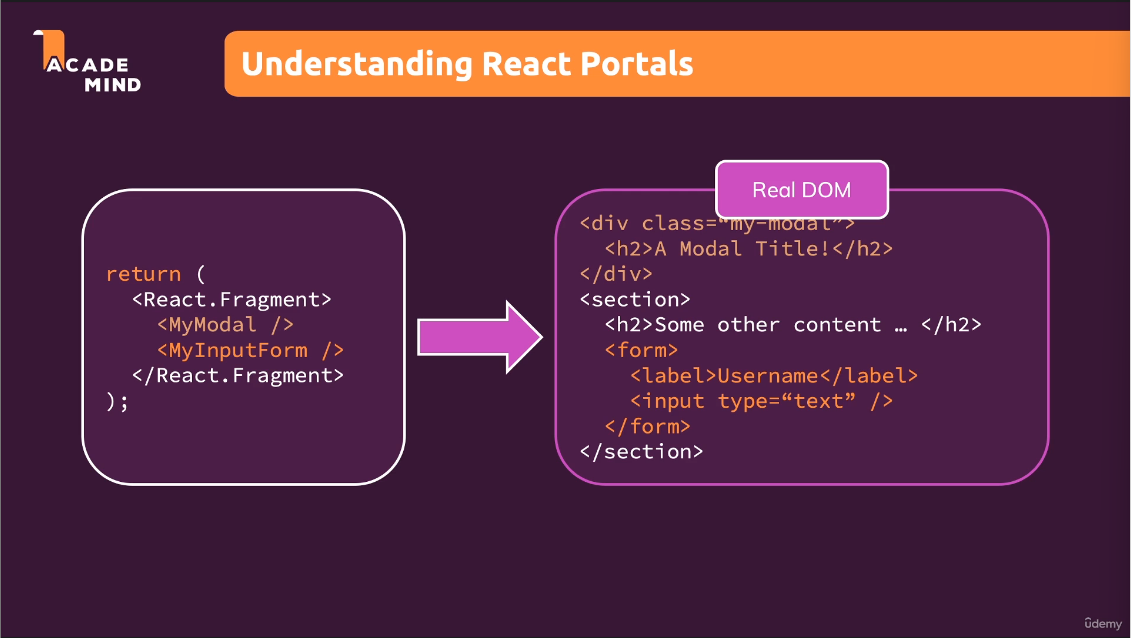 ACADE
MIND
Understanding React Portals
return (
<React.Fragment>
<MyModal />
<MyInputForm />
</React.Fragment>
);
Real DOM
<div class=“my-modal”>
<h2>A Modal Title!</h2>
</div>
<section>
<h2>Some other content … </h2>
<form>
<label>Username</label>
<input type=“text” />
</form>
</section>
ûdemy